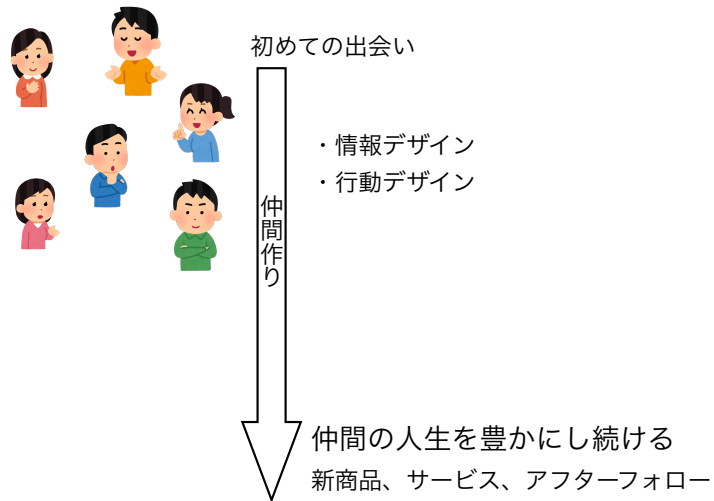 初めての出会い
・情報デザイン
・行動デザイン
仲間作り
仲間の人生を豊かにし続ける
新商品、サービス、アフターフォロー